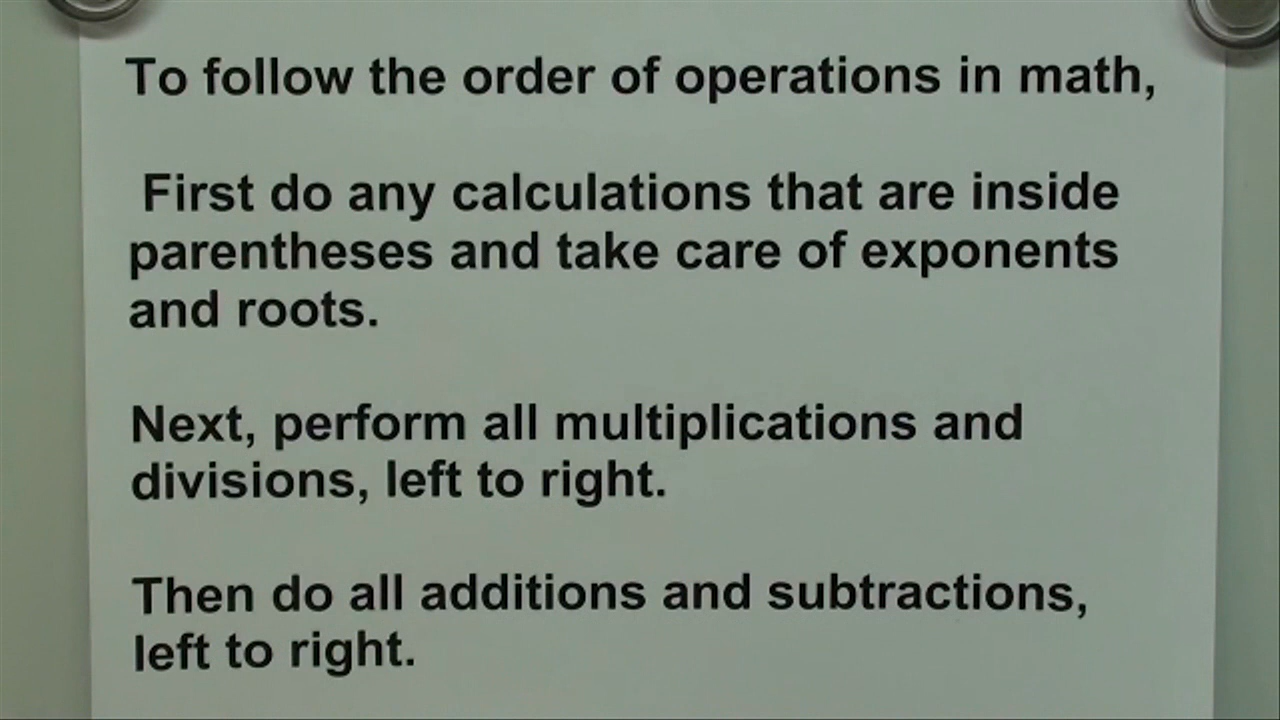 To follow the order of operations in math,
First do any calculations that are inside
parentheses and take care of exponents
and roots.
Next, perform all multiplications and
divisions, left to right.
Then do all additions and subtractions,
left to right.